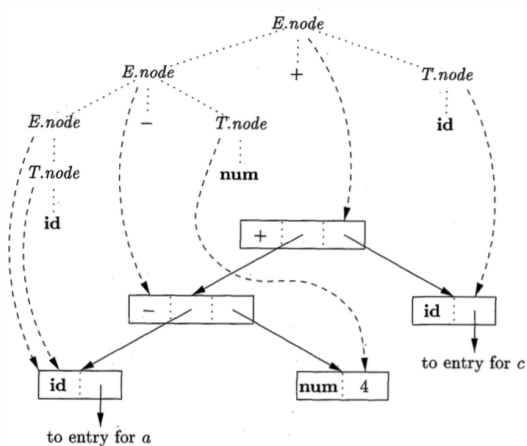 E.node
E.node + T.node
E.node − T.node id
T.node num
id
+
− id
to entry for c
id num 4
to entry for a